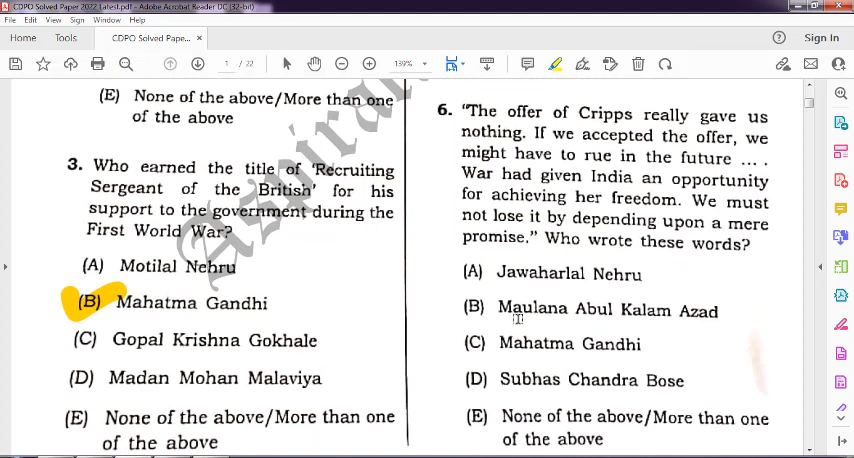 CDPO Solved Paper 2022 Latest.pdf - Adobe Acrobat Reader DC (32-bit)
File Edit View Sign Window Help
Home Tools CDPO Solved Pape... × Sign In
1 / 22 139%
(E) None of the above/More than one
of the above
3. Who earned the title of 'Recruiting
Sergeant of the British' for his
support to the government during the
First World War?
(A) Motilal Nehru
(B) Mahatma Gandhi
(C) Gopal Krishna Gokhale
(D) Madan Mohan Malaviya
(E) None of the above/More than one
of the above
6. "The offer of Cripps really gave us
nothing. If we accepted the offer, we
might have to rue in the future ... .
War had given India an opportunity
for achieving her freedom. We must
not lose it by depending upon a mere
promise." Who wrote these words?
(A) Jawaharlal Nehru
(B) Maulana Abul Kalam Azad
(C) Mahatma Gandhi
(D) Subhas Chandra Bose
(E) None of the above/More than one
of the above